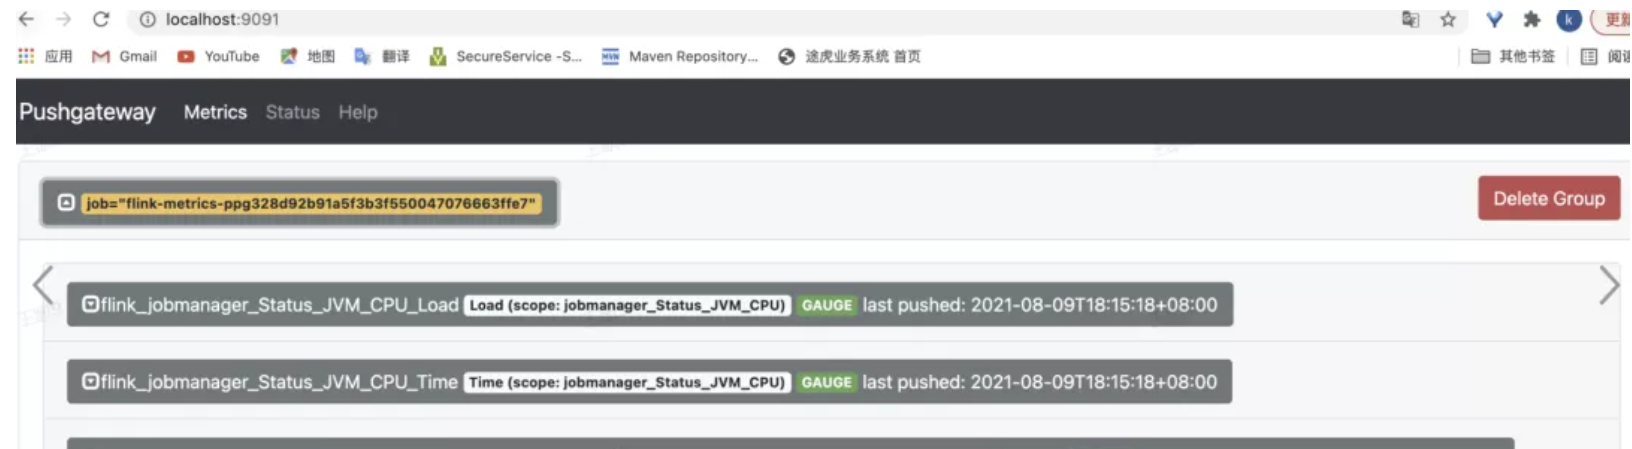 localhost:9091
更新
应用 Gmail YouTube 地图 翻译 SecureService -S... Maven Repository... 途虎业务系统 首页 其他书签
Pushgateway Metrics Status Help
job="flink-metrics-ppg328d92b91a5f3b3f550047076663ffe7" Delete Group
flink_jobmanager_Status_JVM_CPU_Load Load (scope: jobmanager_Status_JVM_CPU) GAUGE last pushed: 2021-08-09T18:15:18+08:00
flink_jobmanager_Status_JVM_CPU_Time Time (scope: jobmanager_Status_JVM_CPU) GAUGE last pushed: 2021-08-09T18:15:18+08:00